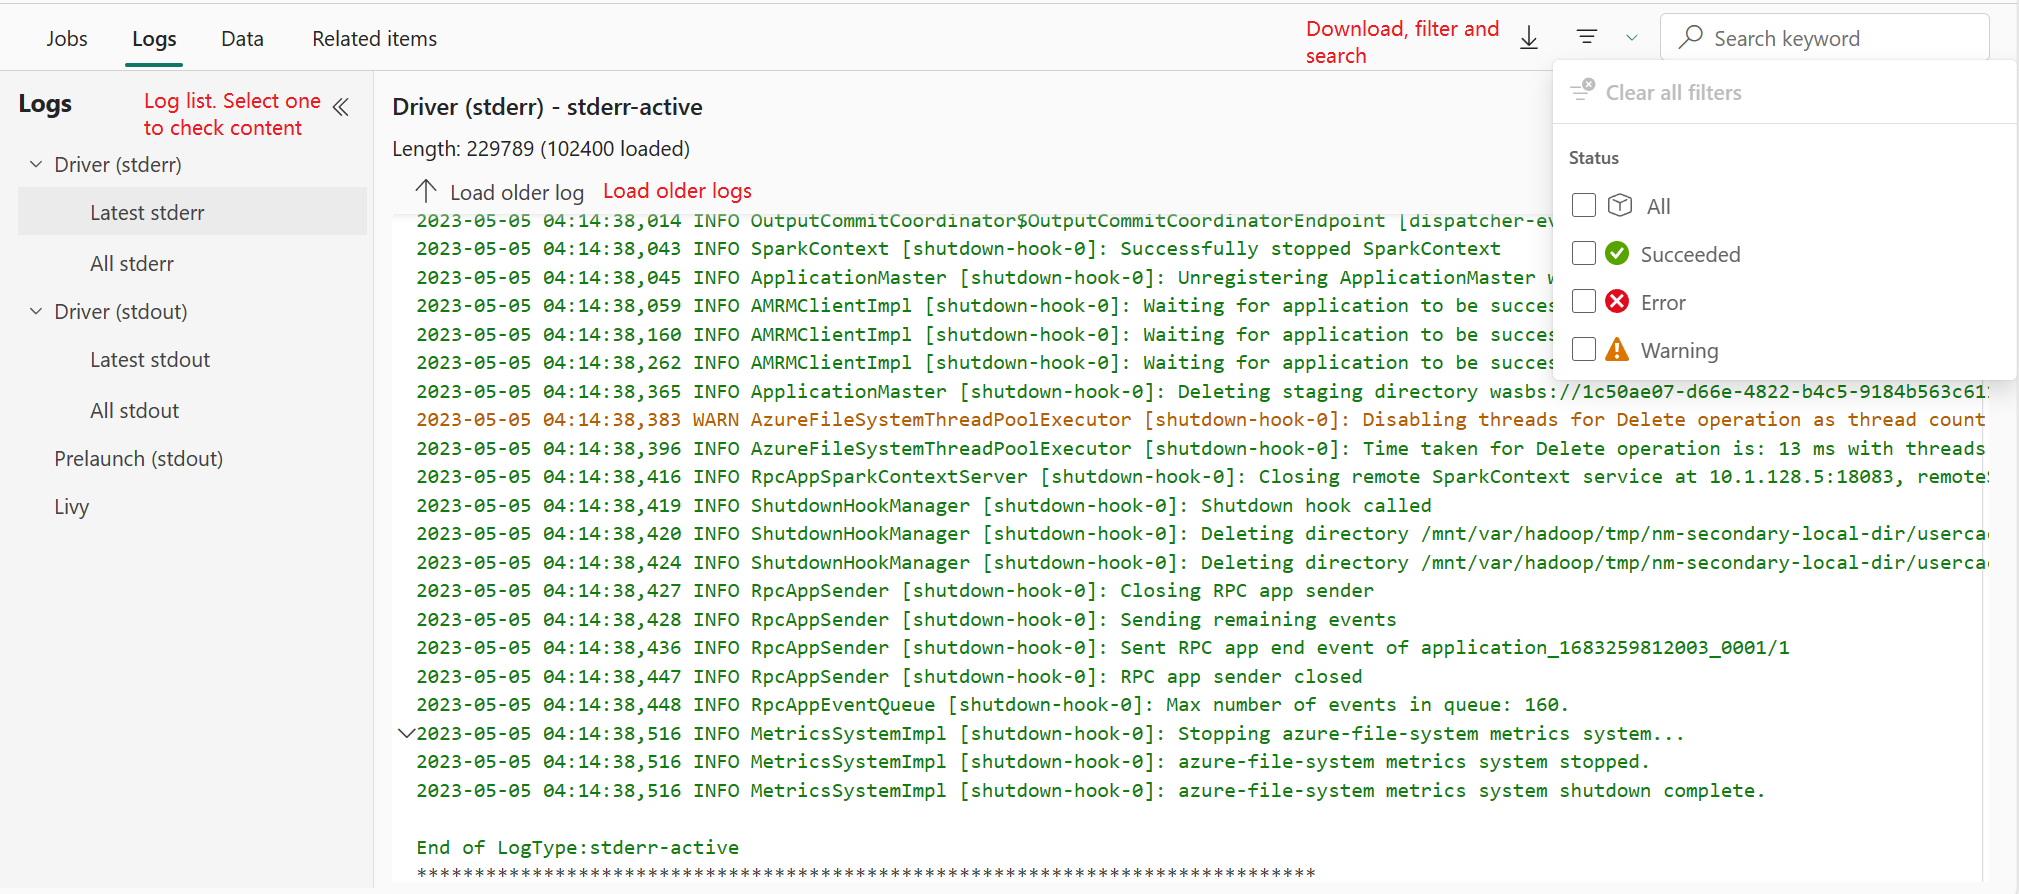 Jobs Logs Data Related items Download, filter and search Search keyword
Logs Log list. Select one to check content
Driver (stderr)
Latest stderr
All stderr
Driver (stdout)
Latest stdout
All stdout
Prelaunch (stdout)
Livy
Driver (stderr) - stderr-active
Length: 229789 (102400 loaded)
Load older log Load older logs
2023-05-05 04:14:38,014 INFO OutputCommitCoordinator$OutputCommitCoordinatorEndpoint [dispatcher-ev
2023-05-05 04:14:38,043 INFO SparkContext [shutdown-hook-0]: Successfully stopped SparkContext
2023-05-05 04:14:38,045 INFO ApplicationMaster [shutdown-hook-0]: Unregistering ApplicationMaster w
2023-05-05 04:14:38,059 INFO AMRMClientImpl [shutdown-hook-0]: Waiting for application to be succes
2023-05-05 04:14:38,160 INFO AMRMClientImpl [shutdown-hook-0]: Waiting for application to be succes
2023-05-05 04:14:38,262 INFO AMRMClientImpl [shutdown-hook-0]: Waiting for application to be succes
2023-05-05 04:14:38,365 INFO ApplicationMaster [shutdown-hook-0]: Deleting staging directory wasbs://1c50ae07-d66e-4822-b4c5-9184b563c61
2023-05-05 04:14:38,383 WARN AzureFileSystemThreadPoolExecutor [shutdown-hook-0]: Disabling threads for Delete operation as thread count
2023-05-05 04:14:38,396 INFO AzureFileSystemThreadPoolExecutor [shutdown-hook-0]: Time taken for Delete operation is: 13 ms with threads
2023-05-05 04:14:38,416 INFO RpcAppSparkContextServer [shutdown-hook-0]: Closing remote SparkContext service at 10.1.128.5:18083, remoteS
2023-05-05 04:14:38,419 INFO ShutdownHookManager [shutdown-hook-0]: Shutdown hook called
2023-05-05 04:14:38,420 INFO ShutdownHookManager [shutdown-hook-0]: Deleting directory /mnt/var/hadoop/tmp/nm-secondary-local-dir/userca
2023-05-05 04:14:38,424 INFO ShutdownHookManager [shutdown-hook-0]: Deleting directory /mnt/var/hadoop/tmp/nm-secondary-local-dir/userca
2023-05-05 04:14:38,427 INFO RpcAppSender [shutdown-hook-0]: Closing RPC app sender
2023-05-05 04:14:38,428 INFO RpcAppSender [shutdown-hook-0]: Sending remaining events
2023-05-05 04:14:38,436 INFO RpcAppSender [shutdown-hook-0]: Sent RPC app end event of application_1683259812003_0001/1
2023-05-05 04:14:38,447 INFO RpcAppSender [shutdown-hook-0]: RPC app sender closed
2023-05-05 04:14:38,448 INFO RpcAppEventQueue [shutdown-hook-0]: Max number of events in queue: 160.
2023-05-05 04:14:38,516 INFO MetricsSystemImpl [shutdown-hook-0]: Stopping azure-file-system metrics system...
2023-05-05 04:14:38,516 INFO MetricsSystemImpl [shutdown-hook-0]: azure-file-system metrics system stopped.
2023-05-05 04:14:38,516 INFO MetricsSystemImpl [shutdown-hook-0]: azure-file-system metrics system shutdown complete.
End of LogType:stderr-active
******************************************************************************
Clear all filters
Status
All
Succeeded
Error
Warning